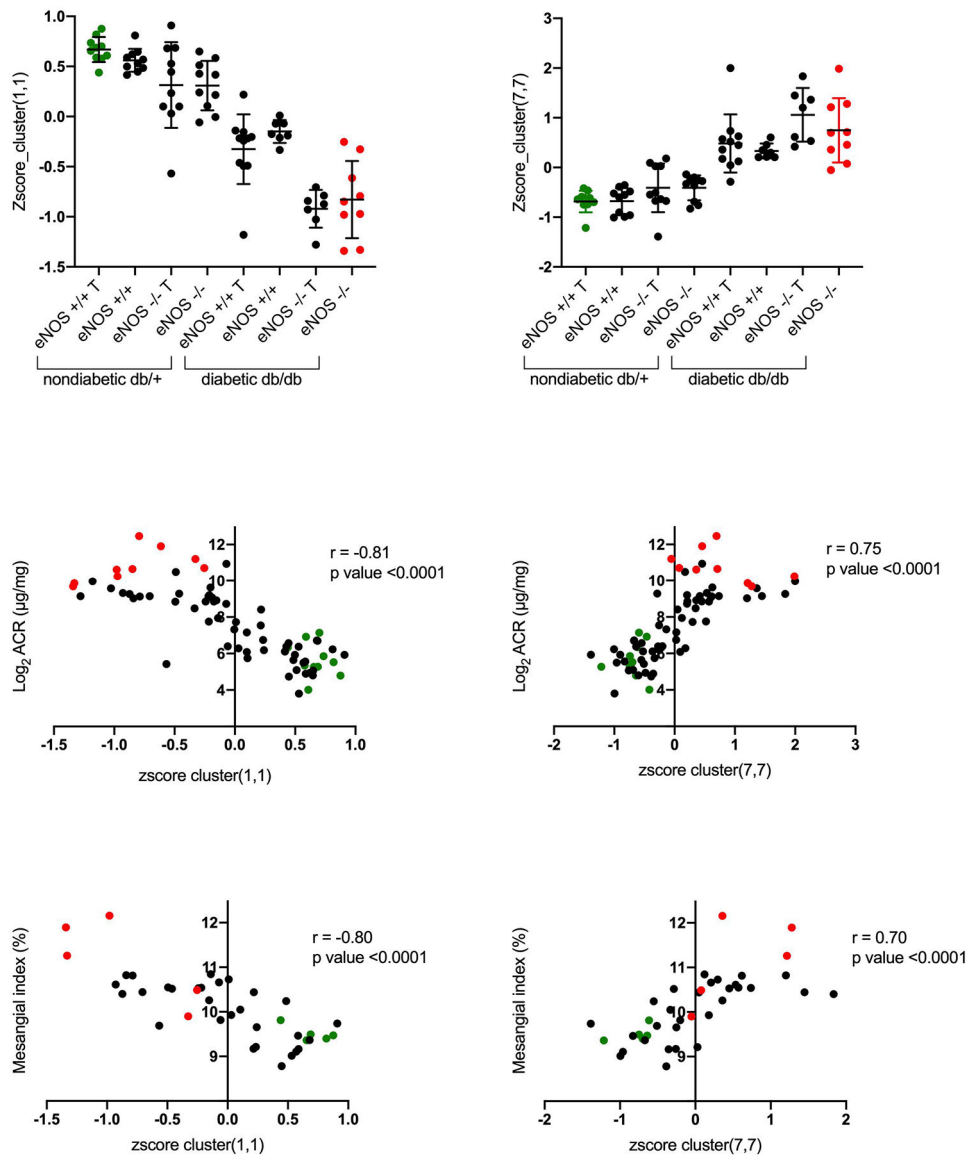 Zscore_cluster(1,1)
1.0
0.5
0.0
-0.5
-1.0
-1.5
eNOS +/+ T
eNOS +/+
eNOS -/- T
eNOS -/-
eNOS +/+ T
eNOS +/+
eNOS -/- T
eNOS -/-
nondiabetic db/+
diabetic db/db
Zscore_cluster(7,7)
3
2
1
0
-1
-2
eNOS +/+ T
eNOS +/+
eNOS -/- T
eNOS -/-
eNOS +/+ T
eNOS +/+
eNOS -/- T
eNOS -/-
nondiabetic db/+
diabetic db/db
Log2 ACR (µg/mg)
12
10
8
6
4
r = -0.81
p value <0.0001
-1.5
-1.0
-0.5
0.0
0.5
1.0
zscore cluster(1,1)
Log2 ACR (µg/mg)
12
10
8
6
4
r = 0.75
p value <0.0001
-2
-1
0
1
2
3
zscore cluster(7,7)
Mesangial index (%)
12
11
10
9
r = -0.80
p value <0.0001
-1.5
-1.0
-0.5
0.0
0.5
1.0
zscore cluster(1,1)
Mesangial index (%)
12
11
10
9
r = 0.70
p value <0.0001
-2
-1
0
1
2
zscore cluster(7,7)